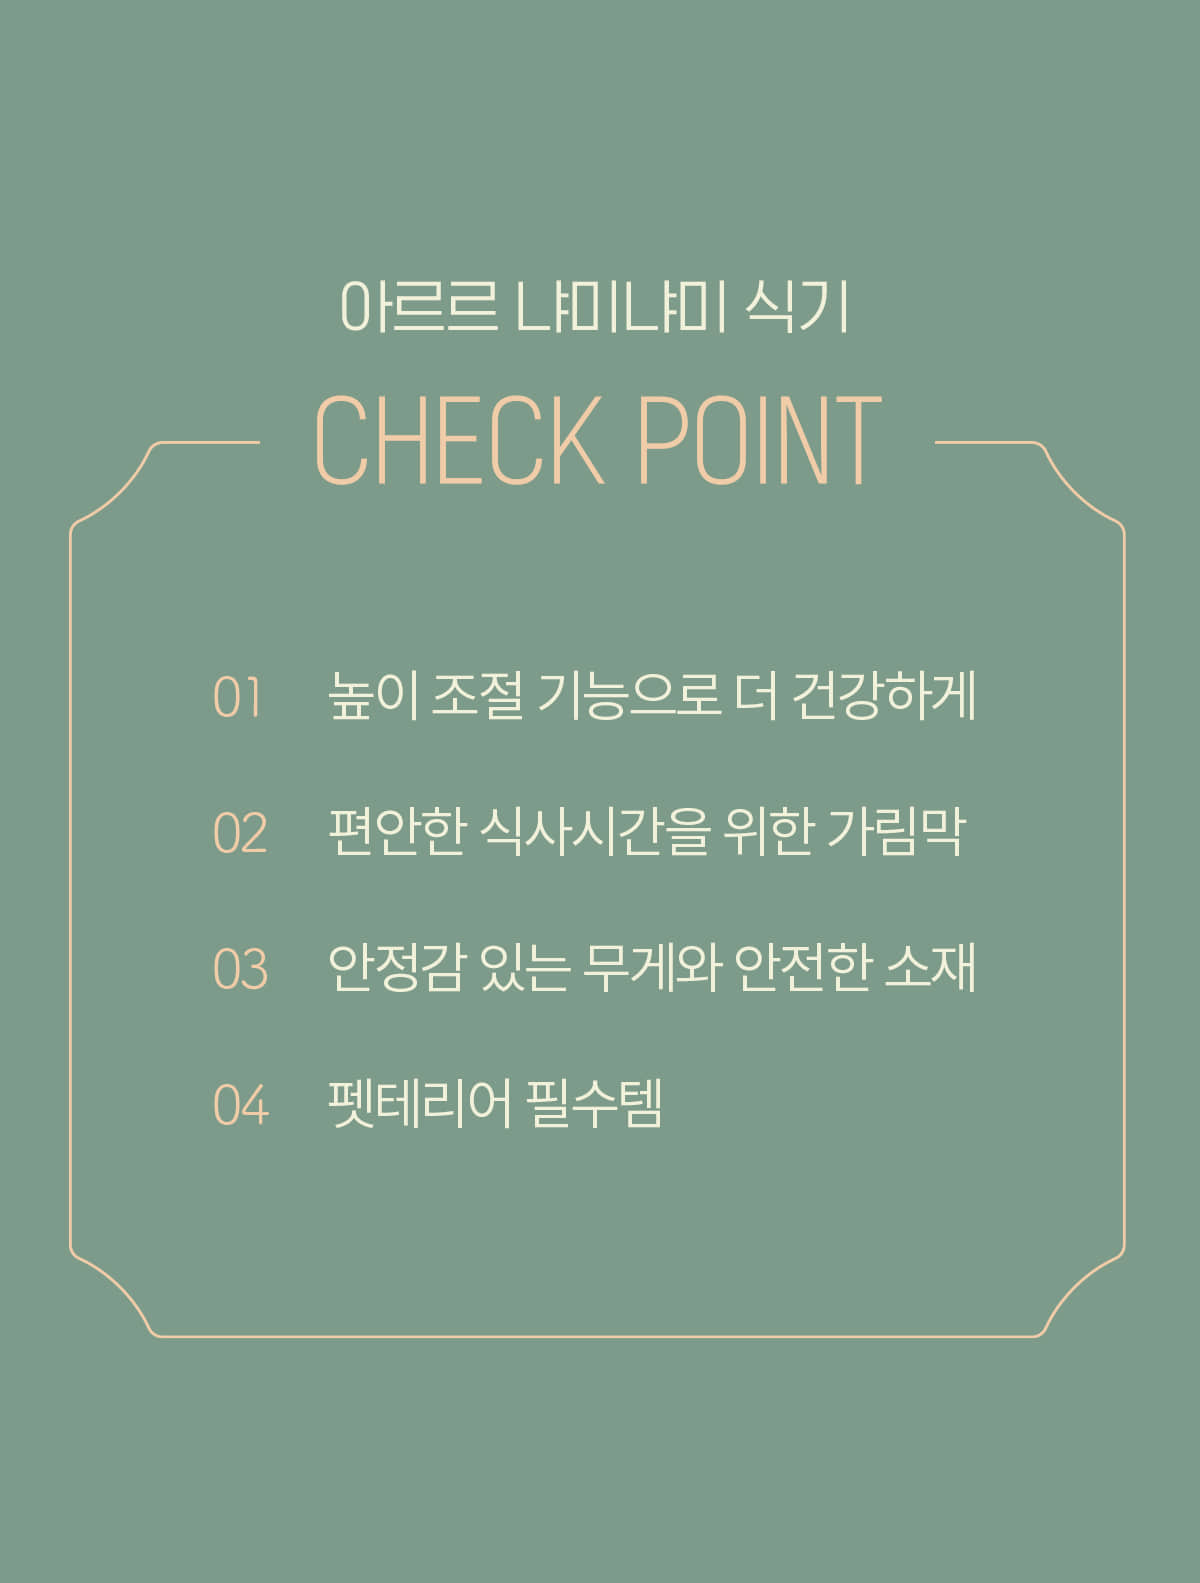 아르르 냐미냐미 식기
CHECK POINT
01 높이 조절 기능으로 더 건강하게
02 편안한 식사시간을 위한 가림막
03 안정감 있는 무게와 안전한 소재
04 펫테리어 필수템